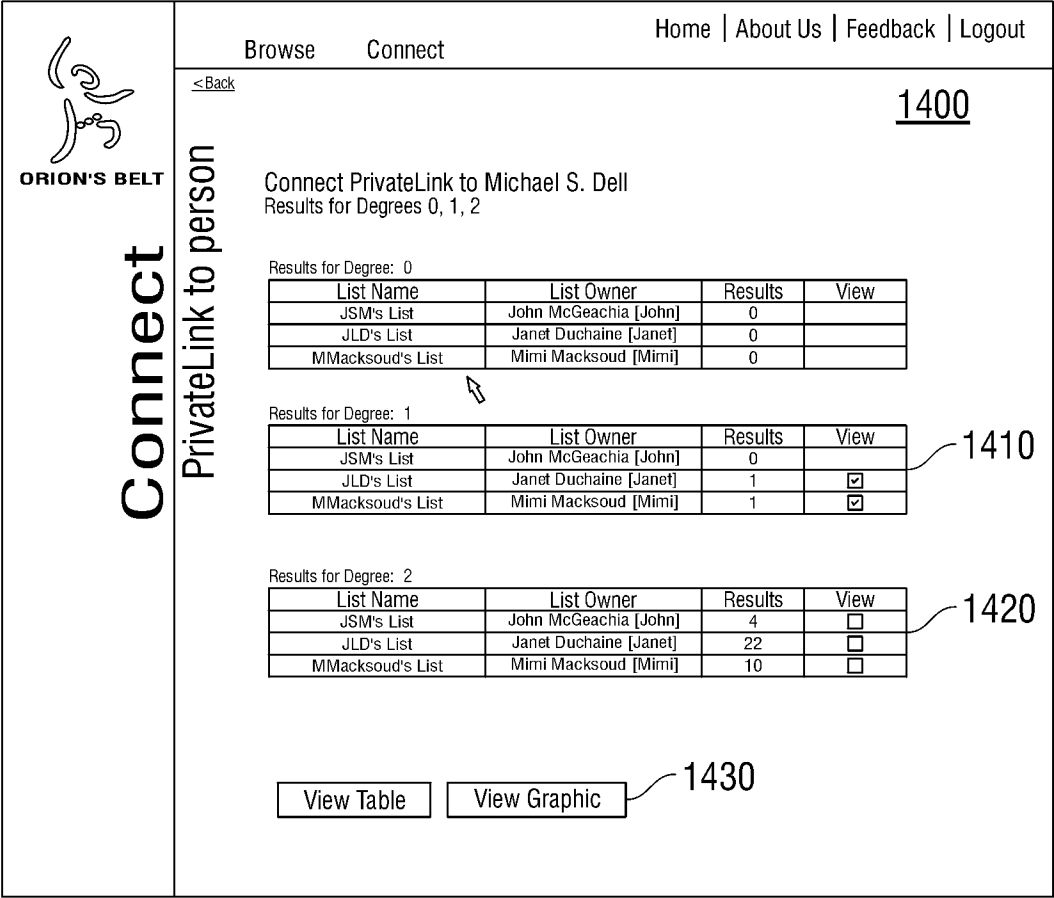 Home | About Us | Feedback | Logout
Browse Connect
<Back
1400
ORION'S BELT
Connect
PrivateLink to person
Connect PrivateLink to Michael S. Dell
Results for Degrees 0, 1, 2
Results for Degree: 0
List Name List Owner Results View
JSM's List John McGeachia [John] 0
JLD's List Janet Duchaine [Janet] 0
MMacksoud's List Mimi Macksoud [Mimi] 0
Results for Degree: 1
List Name List Owner Results View
JSM's List John McGeachia [John] 0
JLD's List Janet Duchaine [Janet] 1
MMacksoud's List Mimi Macksoud [Mimi] 1
1410
Results for Degree: 2
List Name List Owner Results View
JSM's List John McGeachia [John] 4
JLD's List Janet Duchaine [Janet] 22
MMacksoud's List Mimi Macksoud [Mimi] 10
1420
View Table View Graphic
1430